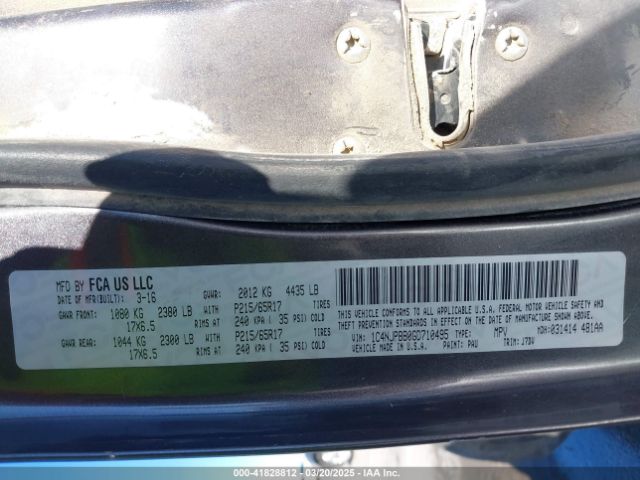 MFD BY FCA US LLC
DATE OF MFR(BUILT): 3-16 GVWR: 2012 KG 4435 LB
GAWR FRONT: 1080 KG 2380 LB WITH P215/65R17 TIRES
17X6.5 RIMS AT 240 KPA ( 35 PSI) COLD
GAWR REAR: 1044 KG 2300 LB WITH P215/65R17 TIRES
17X6.5 RIMS AT 240 KPA ( 35 PSI) COLD
THIS VEHICLE CONFORMS TO ALL APPLICABLE U.S.A. FEDERAL MOTOR VEHICLE SAFETY AND
THEFT PREVENTION STANDARDS IN EFFECT ON THE DATE OF MANUFACTURE SHOWN ABOVE.
VIN: 1C4NJPBB0GD710495 TYPE: MPV MDH: 031414 481AA
MADE IN U.S.A. PAINT: PAU TRIM: J7DV
000-41828812 — 03/20/2025 — IAA Inc.